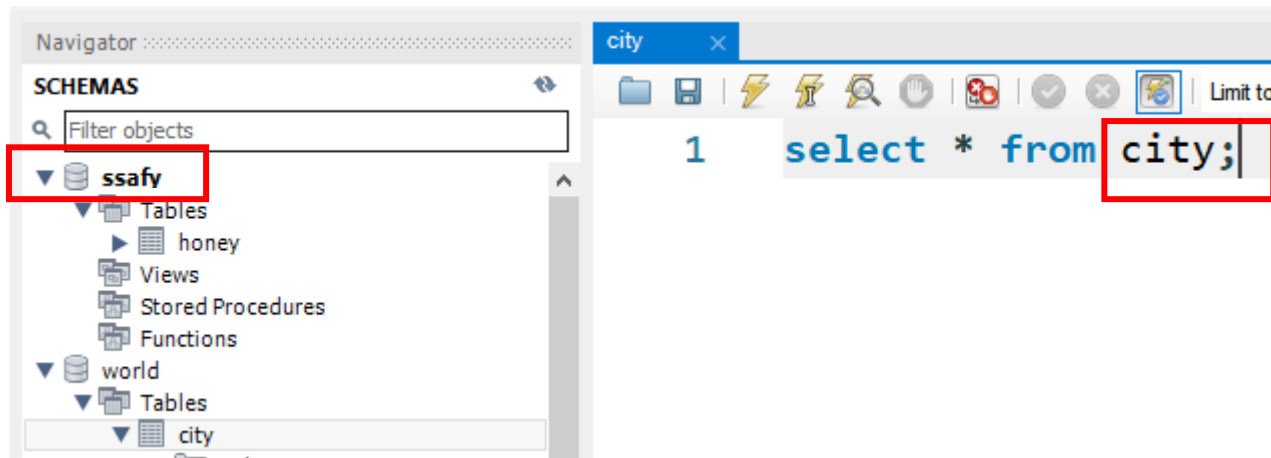 Navigator
SCHEMAS
Filter objects
ssafy
Tables
honey
Views
Stored Procedures
Functions
world
Tables
city
city
Limit to
1 select * from city;